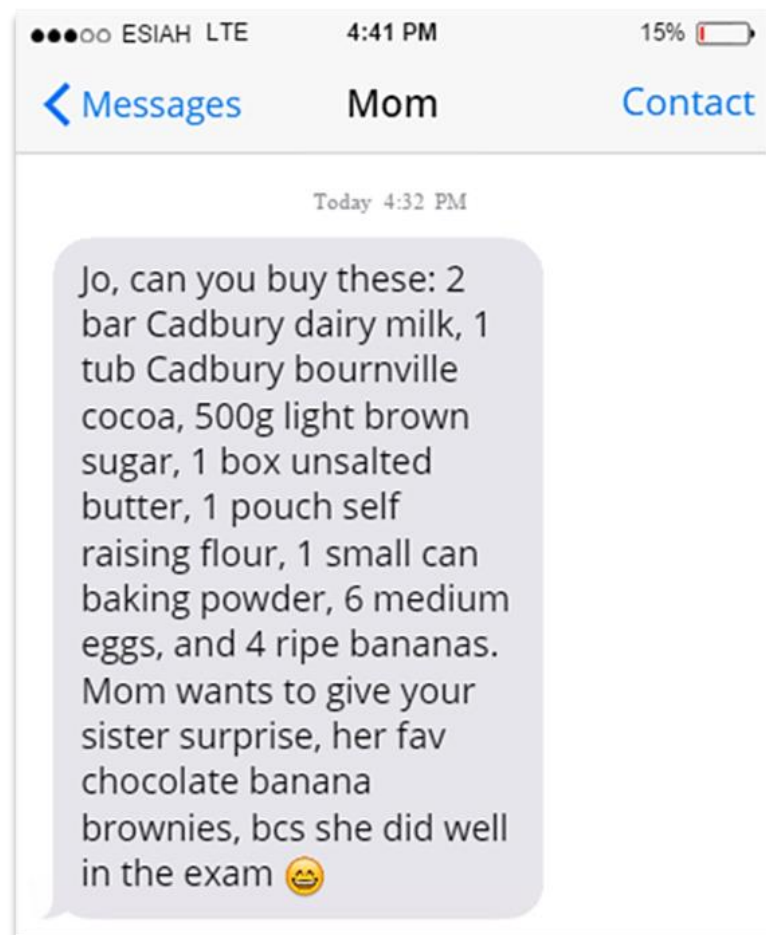 ●●●○○ ESIAH LTE 4:41 PM 15%
Messages Mom Contact
Today 4:32 PM
Jo, can you buy these: 2
bar Cadbury dairy milk, 1
tub Cadbury bournville
cocoa, 500g light brown
sugar, 1 box unsalted
butter, 1 pouch self
raising flour, 1 small can
baking powder, 6 medium
eggs, and 4 ripe bananas.
Mom wants to give your
sister surprise, her fav
chocolate banana
brownies, bcs she did well
in the exam 😄